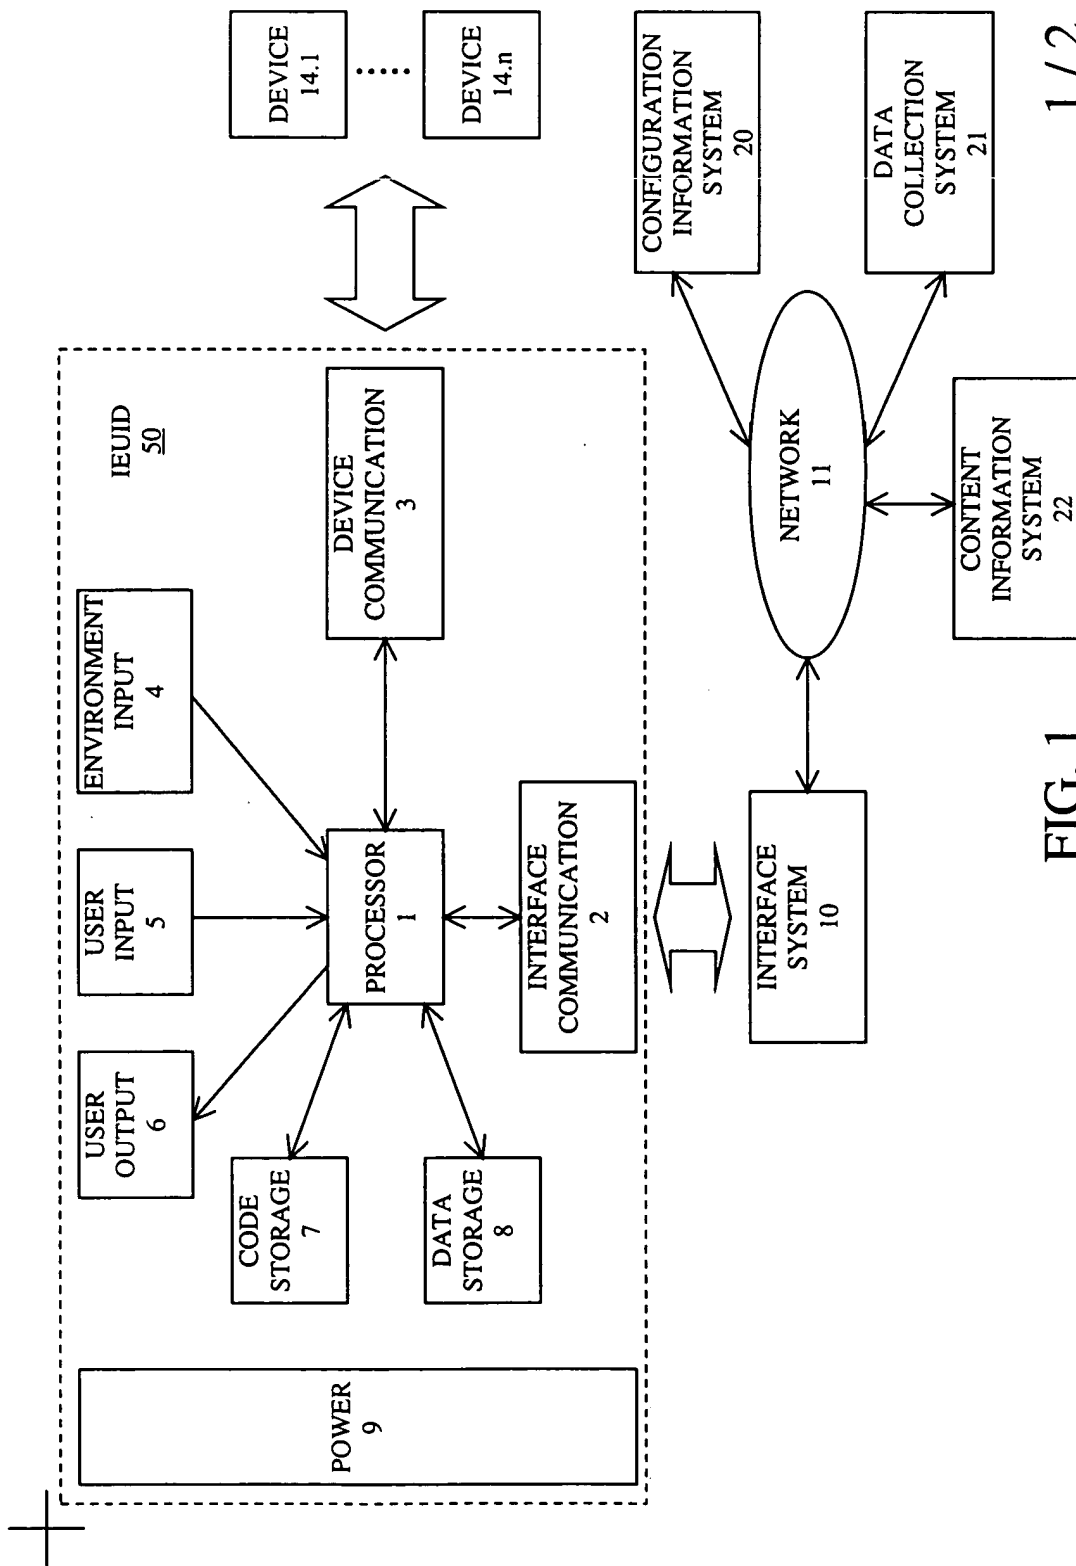 IEUID
50
POWER
9
USER
OUTPUT
6
USER
INPUT
5
ENVIRONMENT
INPUT
4
CODE
STORAGE
7
DATA
STORAGE
8
PROCESSOR
1
DEVICE
COMMUNICATION
3
INTERFACE
COMMUNICATION
2
DEVICE
14.1
DEVICE
14.n
INTERFACE
SYSTEM
10
NETWORK
11
CONFIGURATION
INFORMATION
SYSTEM
20
DATA
COLLECTION
SYSTEM
21
CONTENT
INFORMATION
SYSTEM
22
FIG. 1
1 / 2